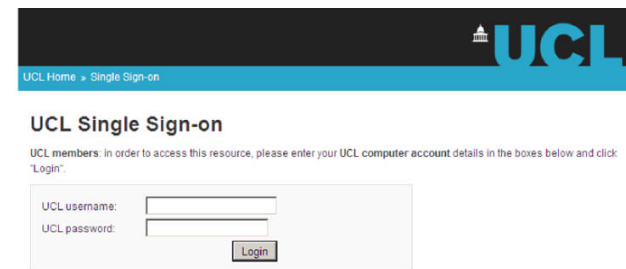 UCL
UCL Home » Single Sign-on
UCL Single Sign-on
UCL members: in order to access this resource, please enter your UCL computer account details in the boxes below and click
"Login".
UCL username:
UCL password:
Login